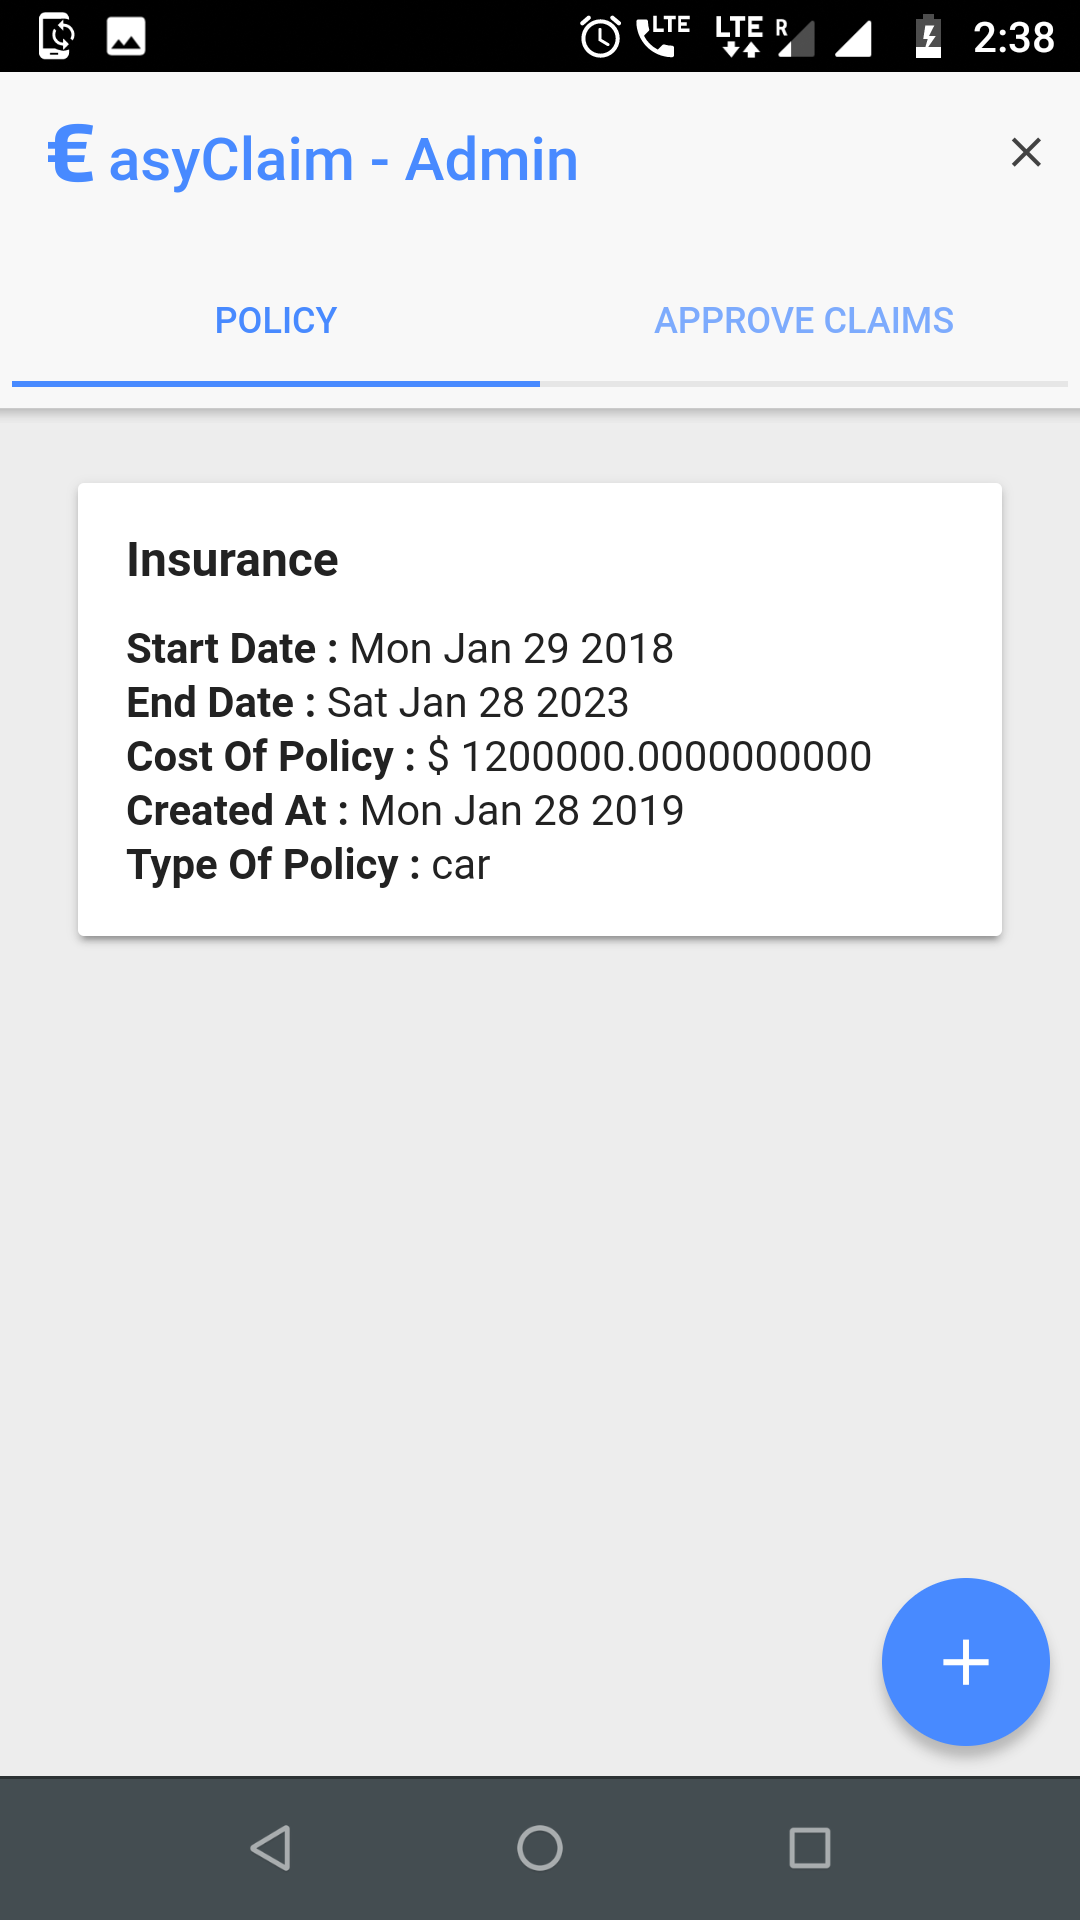 LTE LTE R 2:38
€asyClaim - Admin
POLICY APPROVE CLAIMS
Insurance
Start Date : Mon Jan 29 2018
End Date : Sat Jan 28 2023
Cost Of Policy : $ 1200000.0000000000
Created At : Mon Jan 28 2019
Type Of Policy : car